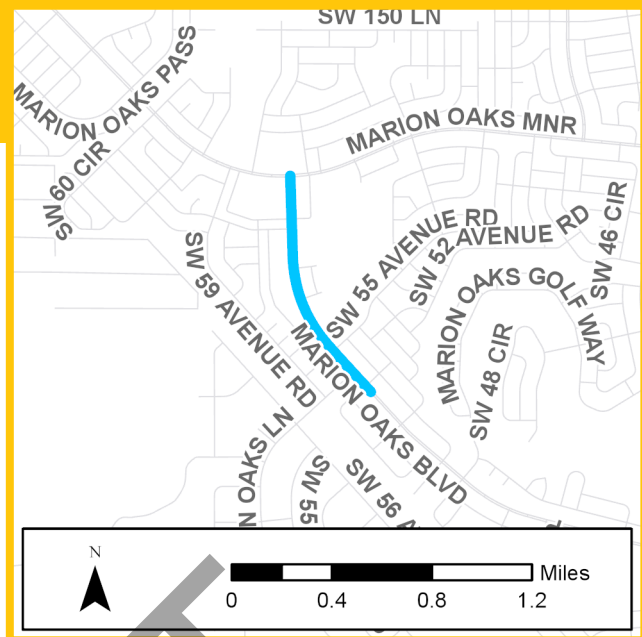 SW 150 LN
MARION OAKS PASS
MARION OAKS MNR
SW 60 CIR
SW 59 AVENUE RD
SW 55 AVENUE RD
SW 52 AVENUE RD
SW 46 CIR
MARION OAKS GOLF WAY
SW 48 CIR
MARION OAKS BLVD
N OAKS LN
SW 55
SW 56 A
N
Miles
0 0.4 0.8 1.2